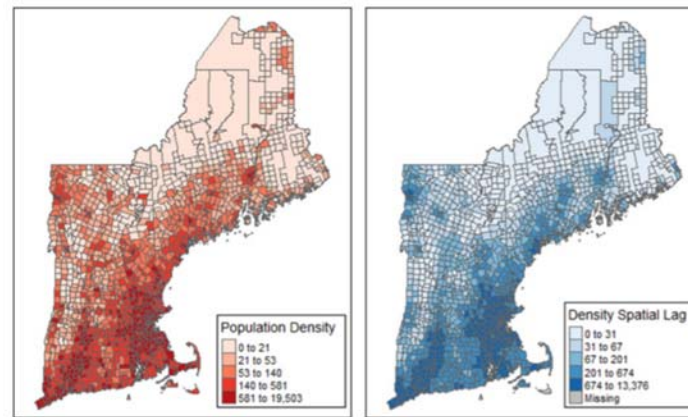 Population Density
0 to 21
21 to 53
53 to 140
140 to 581
581 to 19,503
Density Spatial Lag
0 to 31
31 to 67
67 to 201
201 to 674
674 to 13,376
Missing